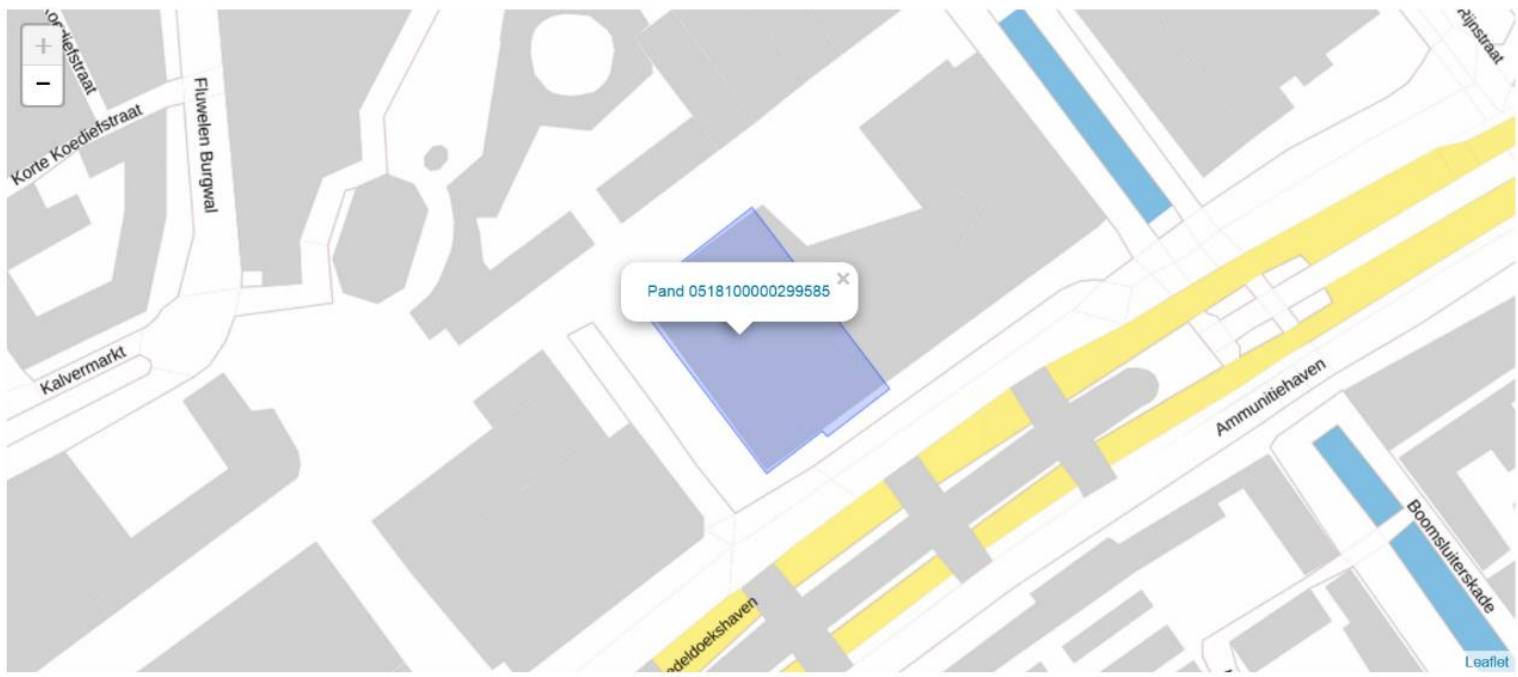 +
−
Korte Koediefstraat
Fluwelen Burgwal
Rijnstraat
Pand 0518100000299585
×
Kalvermarkt
Ammunitiehaven
Boomsluiterskade
Leaflet